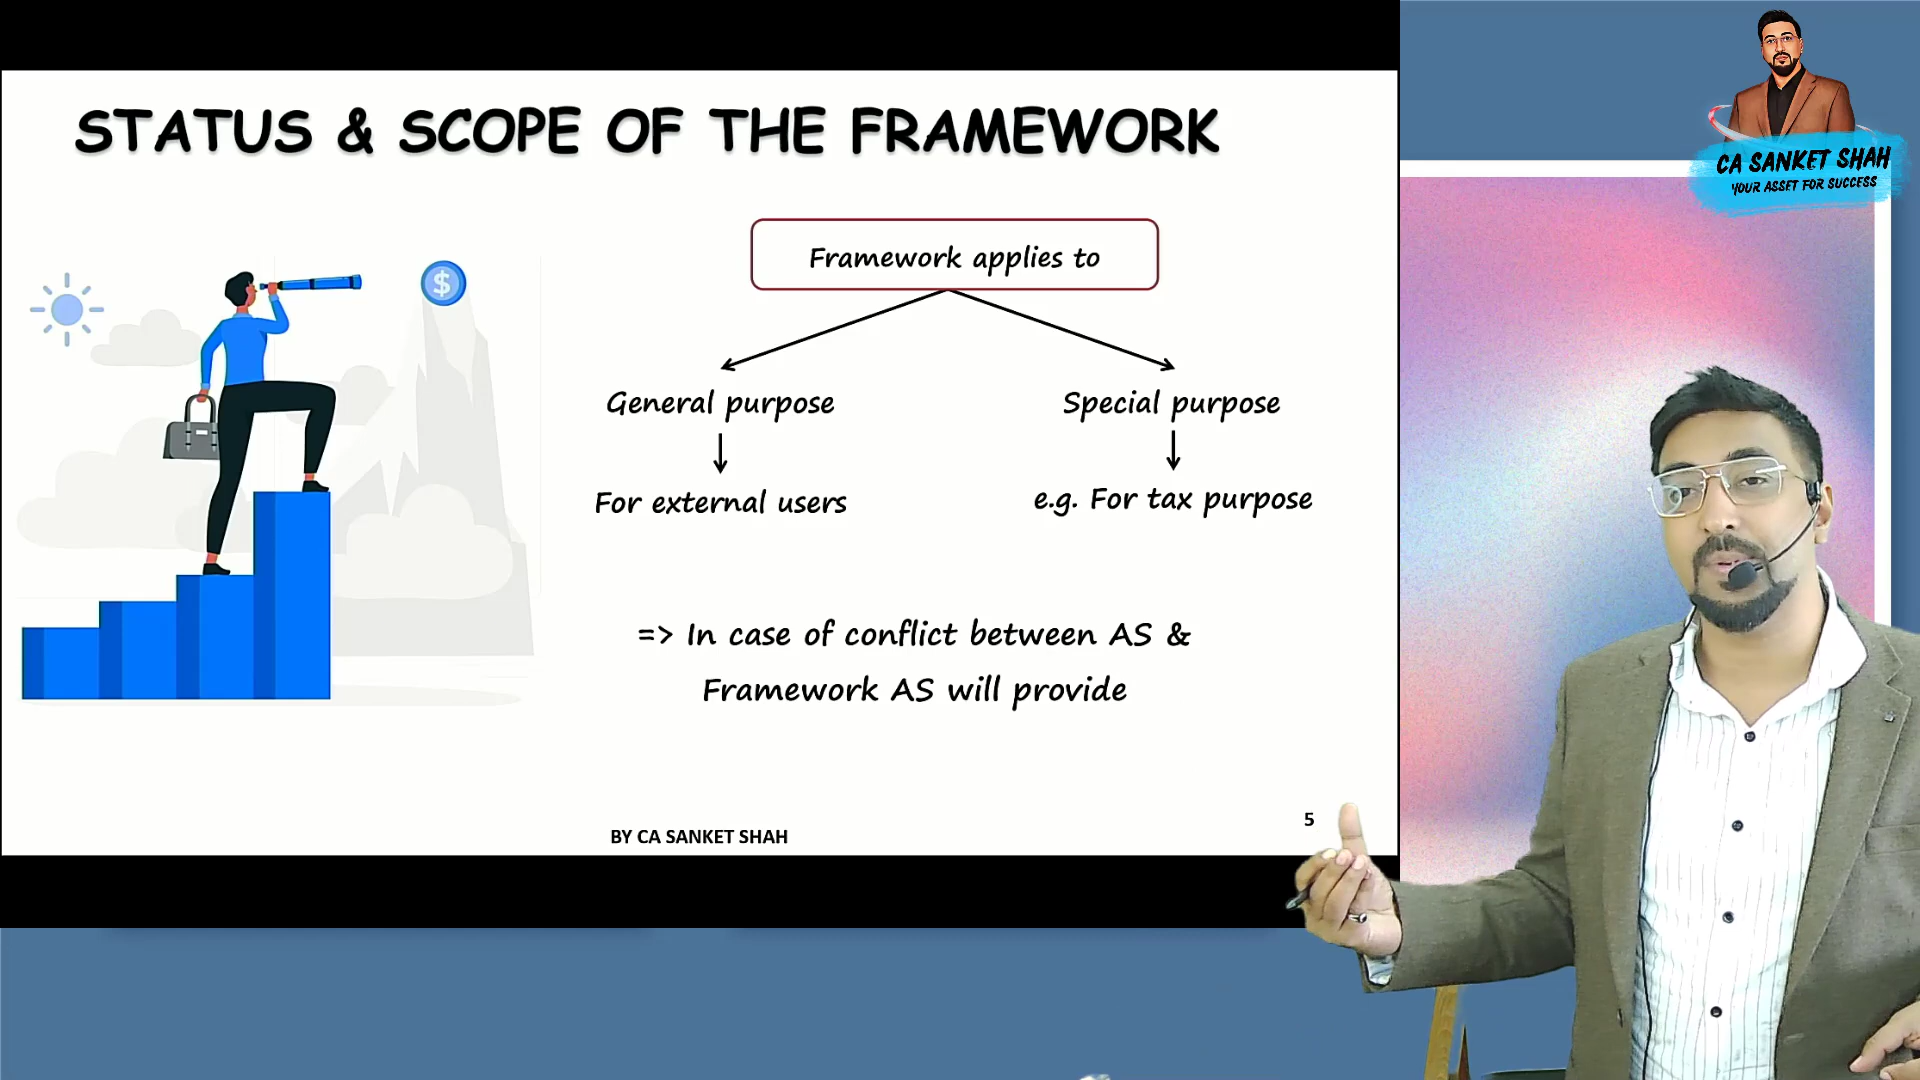 STATUS & SCOPE OF THE FRAMEWORK
CA SANKET SHAH
YOUR ASSET FOR SUCCESS
Framework applies to
$
General purpose
Special purpose
For external users
e.g. For tax purpose
=> In case of conflict between AS &
Framework AS will provide
5
BY CA SANKET SHAH